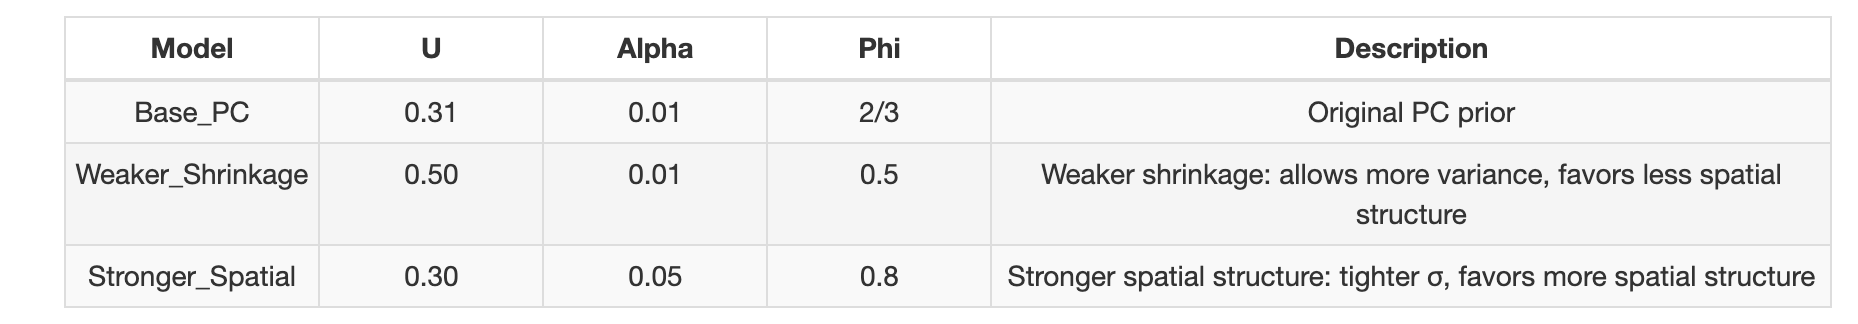 Model U Alpha Phi Description
Base_PC 0.31 0.01 2/3 Original PC prior
Weaker_Shrinkage 0.50 0.01 0.5 Weaker shrinkage: allows more variance, favors less spatial
structure
Stronger_Spatial 0.30 0.05 0.8 Stronger spatial structure: tighter σ, favors more spatial structure